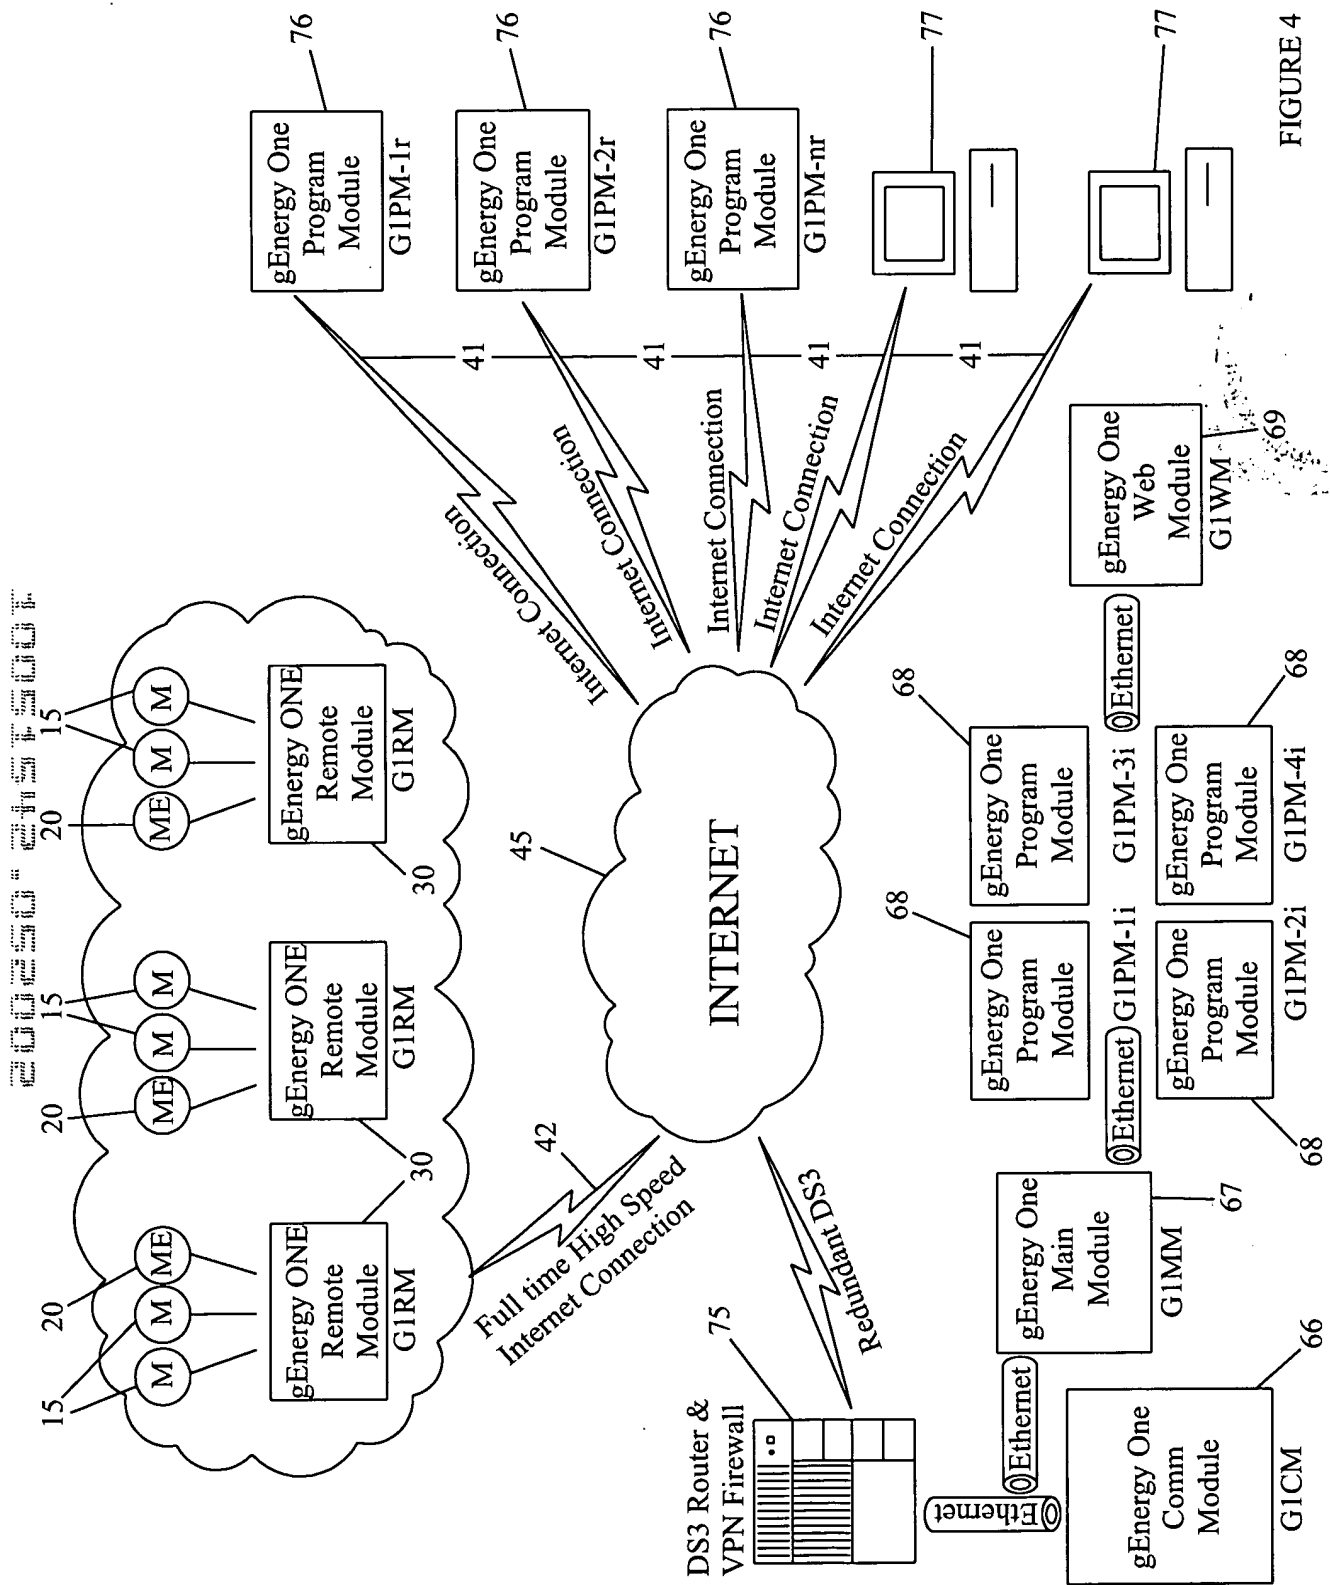 10051542.052002
15
20
20
15
20
15
M
M
ME
ME
M
M
ME
M
M
gEnergy ONE
Remote
Module
G1RM
gEnergy ONE
Remote
Module
G1RM
gEnergy ONE
Remote
Module
G1RM
30
30
30
42
Full time High Speed
Internet Connection
45
INTERNET
Internet Connection
Internet Connection
Internet Connection
Internet Connection
Internet Connection
41
41
41
41
gEnergy One
Program
Module
G1PM-1r
76
gEnergy One
Program
Module
G1PM-2r
76
gEnergy One
Program
Module
G1PM-nr
76
77
77
Redundant DS3
75
DS3 Router &
VPN Firewall
Ethernet
Ethernet
gEnergy One
Comm
Module
G1CM
66
gEnergy One
Main
Module
G1MM
67
Ethernet
68
gEnergy One
Program
Module
G1PM-1i
68
gEnergy One
Program
Module
G1PM-3i
gEnergy One
Program
Module
G1PM-2i
68
gEnergy One
Program
Module
G1PM-4i
68
Ethernet
gEnergy One
Web
Module
G1WM
69
FIGURE 4